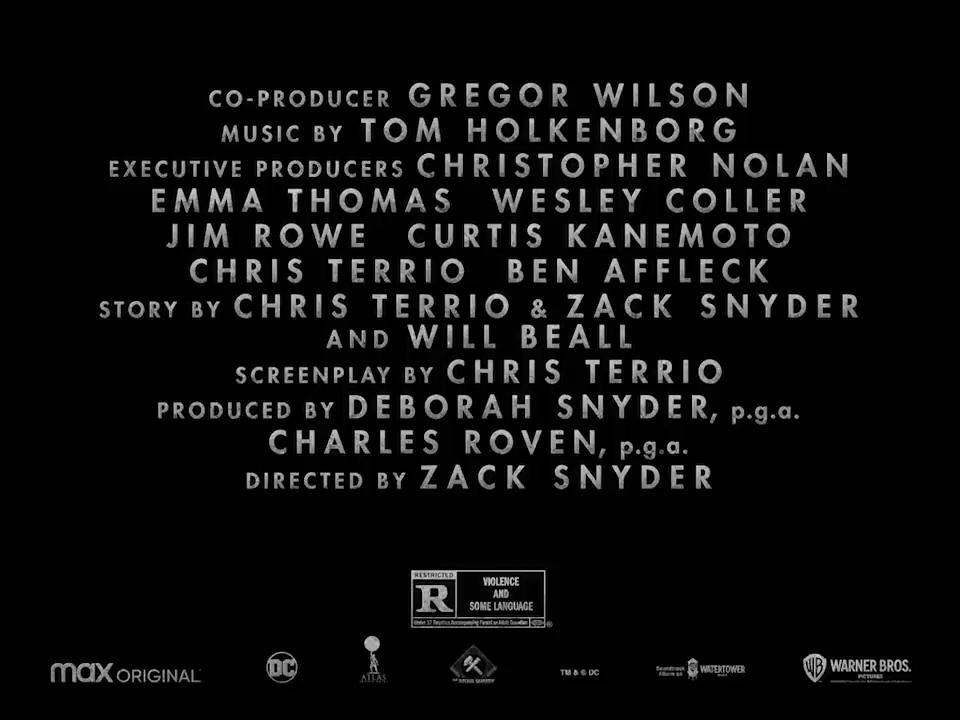 CO-PRODUCER GREGOR WILSON
MUSIC BY TOM HOLKENBORG
EXECUTIVE PRODUCERS CHRISTOPHER NOLAN
EMMA THOMAS WESLEY COLLER
JIM ROWE CURTIS KANEMOTO
CHRIS TERRIO BEN AFFLECK
STORY BY CHRIS TERRIO & ZACK SNYDER
AND WILL BEALL
SCREENPLAY BY CHRIS TERRIO
PRODUCED BY DEBORAH SNYDER, p.g.a.
CHARLES ROVEN, p.g.a.
DIRECTED BY ZACK SNYDER
RESTRICTED
R
VIOLENCE
AND
SOME LANGUAGE
max ORIGINAL
DC
ATLAS
TM & © DC
WATERTOWER
WB WARNER BROS.
PICTURES